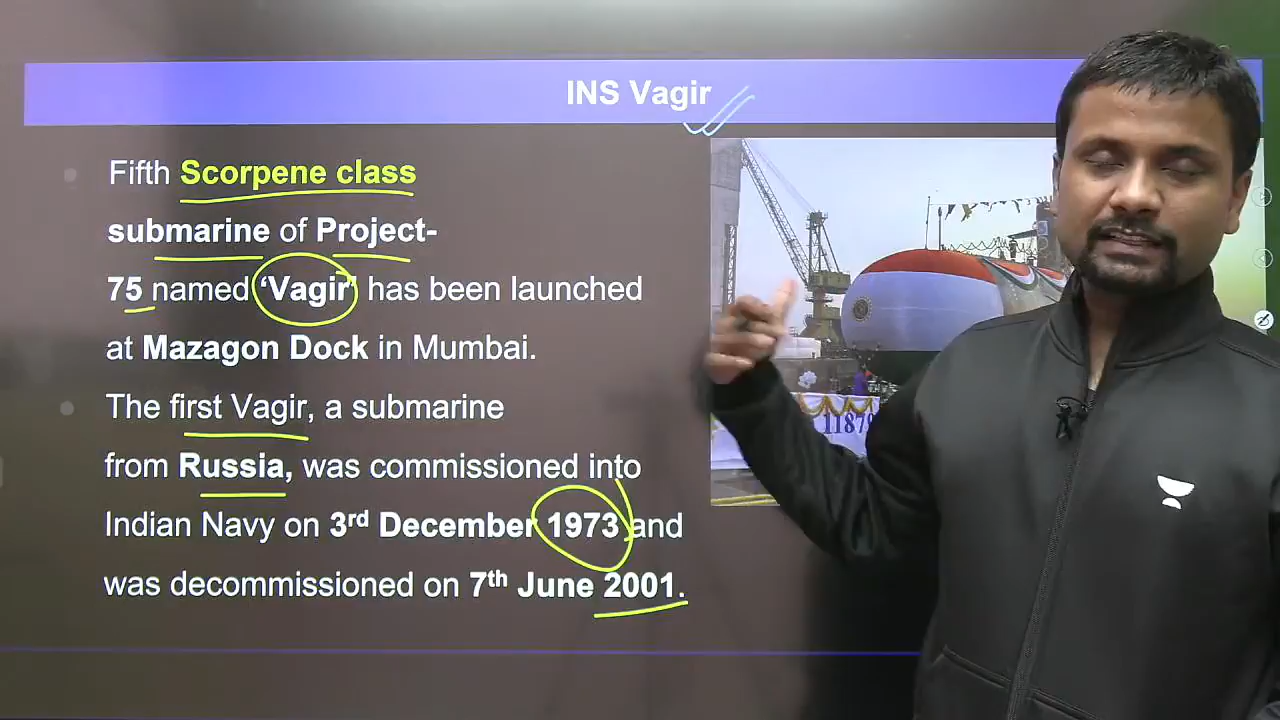 INS Vagir
Fifth Scorpene class
submarine of Project-
75 named ‘Vagir’ has been launched
at Mazagon Dock in Mumbai.
The first Vagir, a submarine
from Russia, was commissioned into
Indian Navy on 3rd December 1973 and
was decommissioned on 7th June 2001.
11879